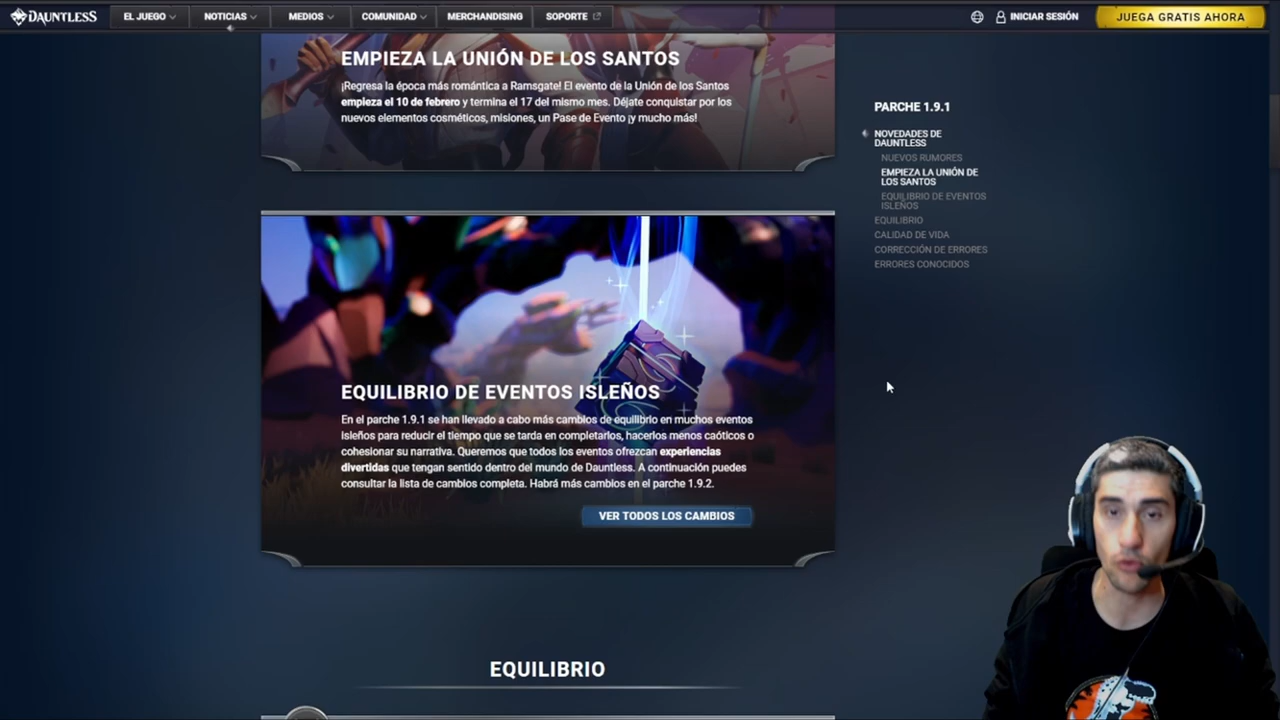 DAUNTLESS
EL JUEGO
NOTICIAS
MEDIOS
COMUNIDAD
MERCHANDISING
SOPORTE
INICIAR SESIÓN
JUEGA GRATIS AHORA
EMPIEZA LA UNIÓN DE LOS SANTOS
¡Regresa la época más romántica a Ramsgate! El evento de la Unión de los Santos
empieza el 10 de febrero y termina el 17 del mismo mes. Déjate conquistar por los
nuevos elementos cosméticos, misiones, un Pase de Evento ¡y mucho más!
EQUILIBRIO DE EVENTOS ISLEÑOS
En el parche 1.9.1 se han llevado a cabo más cambios de equilibrio en muchos eventos
isleños para reducir el tiempo que se tarda en completarlos, hacerlos menos caóticos o
cohesionar su narrativa. Queremos que todos los eventos ofrezcan experiencias
divertidas que tengan sentido dentro del mundo de Dauntless. A continuación puedes
consultar la lista de cambios completa. Habrá más cambios en el parche 1.9.2.
VER TODOS LOS CAMBIOS
EQUILIBRIO
PARCHE 1.9.1
NOVEDADES DE
DAUNTLESS
NUEVOS RUMORES
EMPIEZA LA UNIÓN DE
LOS SANTOS
EQUILIBRIO DE EVENTOS
ISLEÑOS
EQUILIBRIO
CALIDAD DE VIDA
CORRECCIÓN DE ERRORES
ERRORES CONOCIDOS